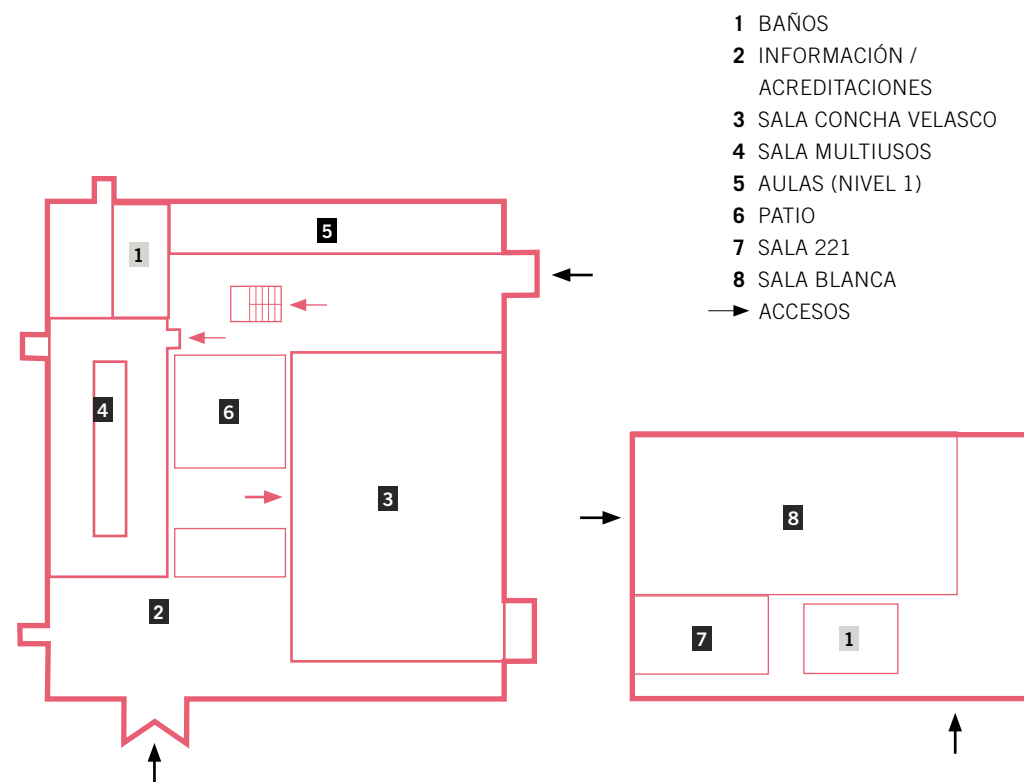 1 BAÑOS
2 INFORMACIÓN /
ACREDITACIONES
3 SALA CONCHA VELASCO
4 SALA MULTIUSOS
5 AULAS (NIVEL 1)
6 PATIO
7 SALA 221
8 SALA BLANCA
ACCESOS
5
1
4
6
3
8
2
7
1